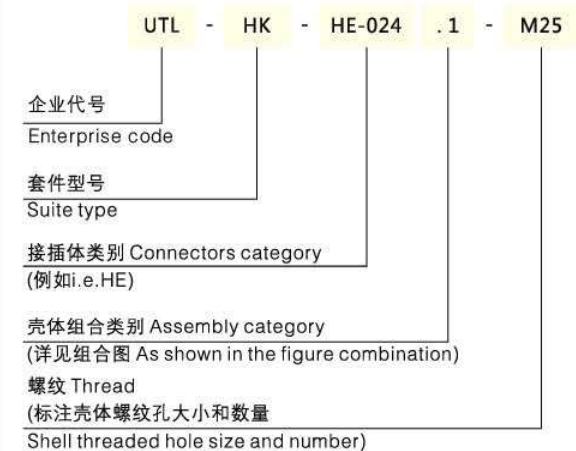 UTL - HK - HE-024 .1 - M25
企业代号
Enterprise code
套件型号
Suite type
接插体类别 Connectors category
(例如i.e.HE)
壳体组合类别 Assembly category
(详见组合图 As shown in the figure combination)
螺纹 Thread
(标注壳体螺纹孔大小和数量
Shell threaded hole size and number)